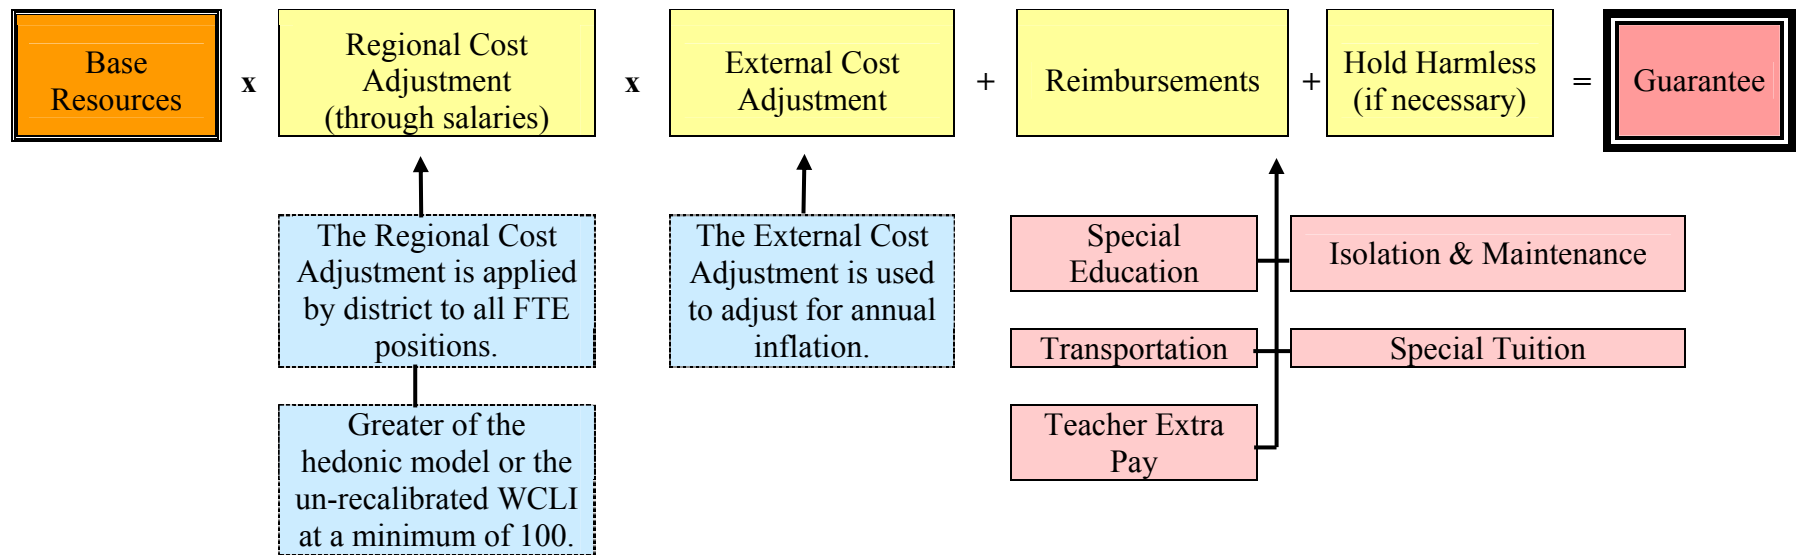 Base
Resources
x
Regional Cost
Adjustment
(through salaries)
x
External Cost
Adjustment
+
Reimbursements
+
Hold Harmless
(if necessary)
=
Guarantee
The Regional Cost
Adjustment is applied
by district to all FTE
positions.
Greater of the
hedonic model or the
un-recalibrated WCLI
at a minimum of 100.
The External Cost
Adjustment is used
to adjust for annual
inflation.
Special
Education
Isolation & Maintenance
Transportation
Special Tuition
Teacher Extra
Pay